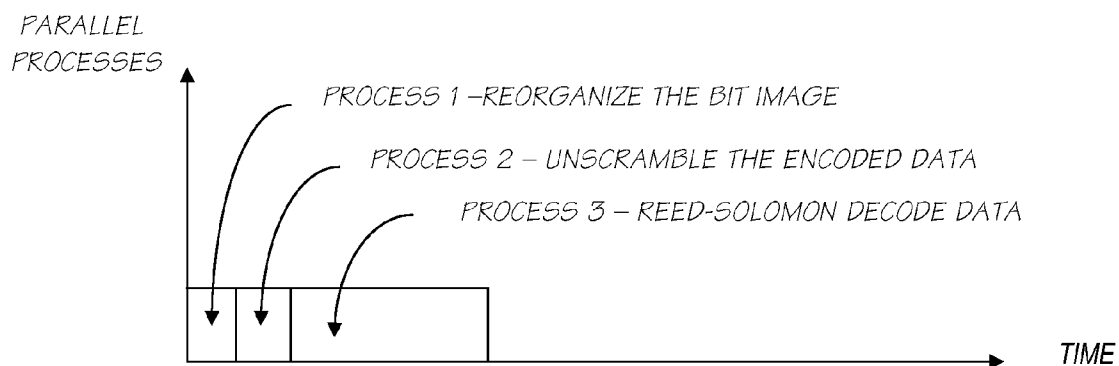 PARALLEL
PROCESSES
PROCESS 1 –REORGANIZE THE BIT IMAGE
PROCESS 2 – UNSCRAMBLE THE ENCODED DATA
PROCESS 3 – REED-SOLOMON DECODE DATA
TIME